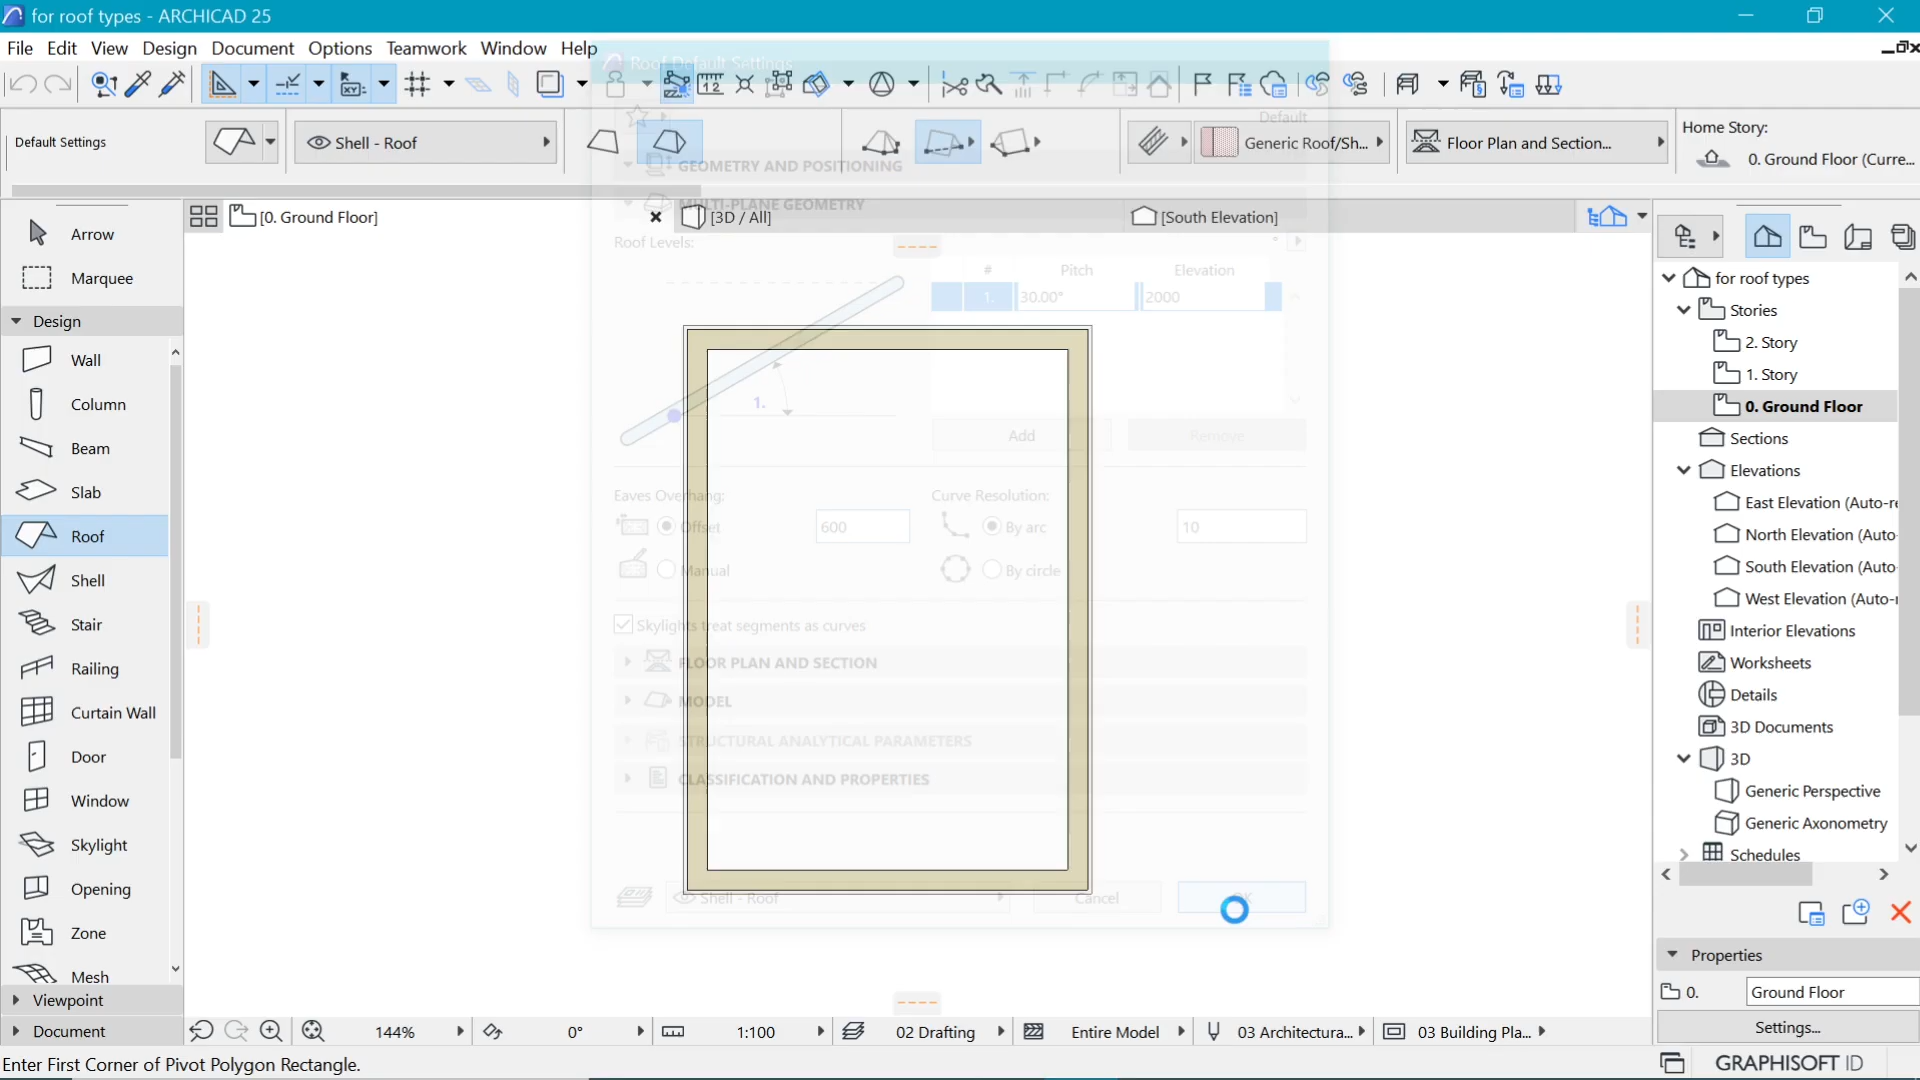 for roof types - ARCHICAD 25
File Edit View Design Document Options Teamwork Window Help
Roof Default Settings
Default Settings
Shell - Roof
Default
Generic Roof/Sh...
Floor Plan and Section...
Home Story:
0. Ground Floor (Curre...
GEOMETRY AND POSITIONING
MULTI-PLANE GEOMETRY
[0. Ground Floor]
[3D / All]
[South Elevation]
Arrow
Marquee
Design
Wall
Column
Beam
Slab
Roof
Shell
Stair
Railing
Curtain Wall
Door
Window
Skylight
Opening
Zone
Mesh
Viewpoint
Document
Roof Levels:
°
# Pitch Elevation
1. 30.00° 2000
1.
Add Remove
Eaves Overhang: Curve Resolution:
Offset 600 By arc 10
Manual By circle
Skylights treat segments as curves
FLOOR PLAN AND SECTION
MODEL
STRUCTURAL ANALYTICAL PARAMETERS
CLASSIFICATION AND PROPERTIES
Shell - Roof Cancel
for roof types
Stories
2. Story
1. Story
0. Ground Floor
Sections
Elevations
East Elevation (Auto-re
North Elevation (Auto
South Elevation (Auto
West Elevation (Auto-r
Interior Elevations
Worksheets
Details
3D Documents
3D
Generic Perspective
Generic Axonometry
Schedules
Properties
0. Ground Floor
Settings...
144% 0° 1:100 02 Drafting Entire Model 03 Architectura... 03 Building Pla...
Enter First Corner of Pivot Polygon Rectangle.
GRAPHISOFT ID